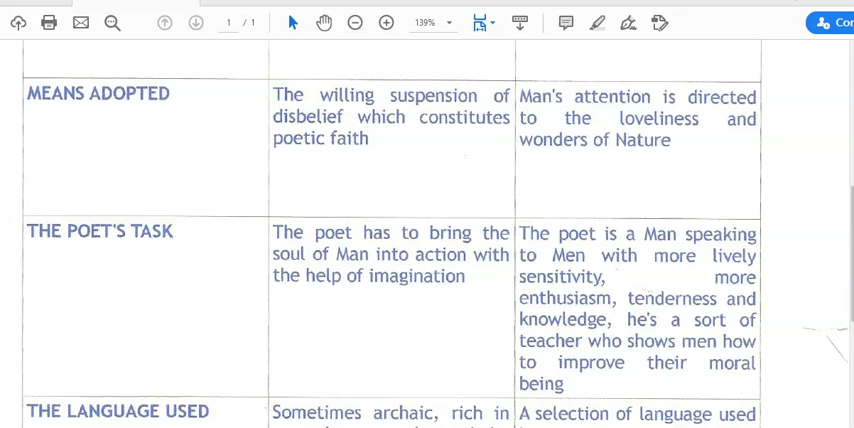 1 / 1
139%
Cor
MEANS ADOPTED
The willing suspension of
disbelief which constitutes
poetic faith
Man's attention is directed
to the loveliness and
wonders of Nature
THE POET'S TASK
The poet has to bring the
soul of Man into action with
the help of imagination
The poet is a Man speaking
to Men with more lively
sensitivity, more
enthusiasm, tenderness and
knowledge, he's a sort of
teacher who shows men how
to improve their moral
being
THE LANGUAGE USED
Sometimes archaic, rich in
A selection of language used